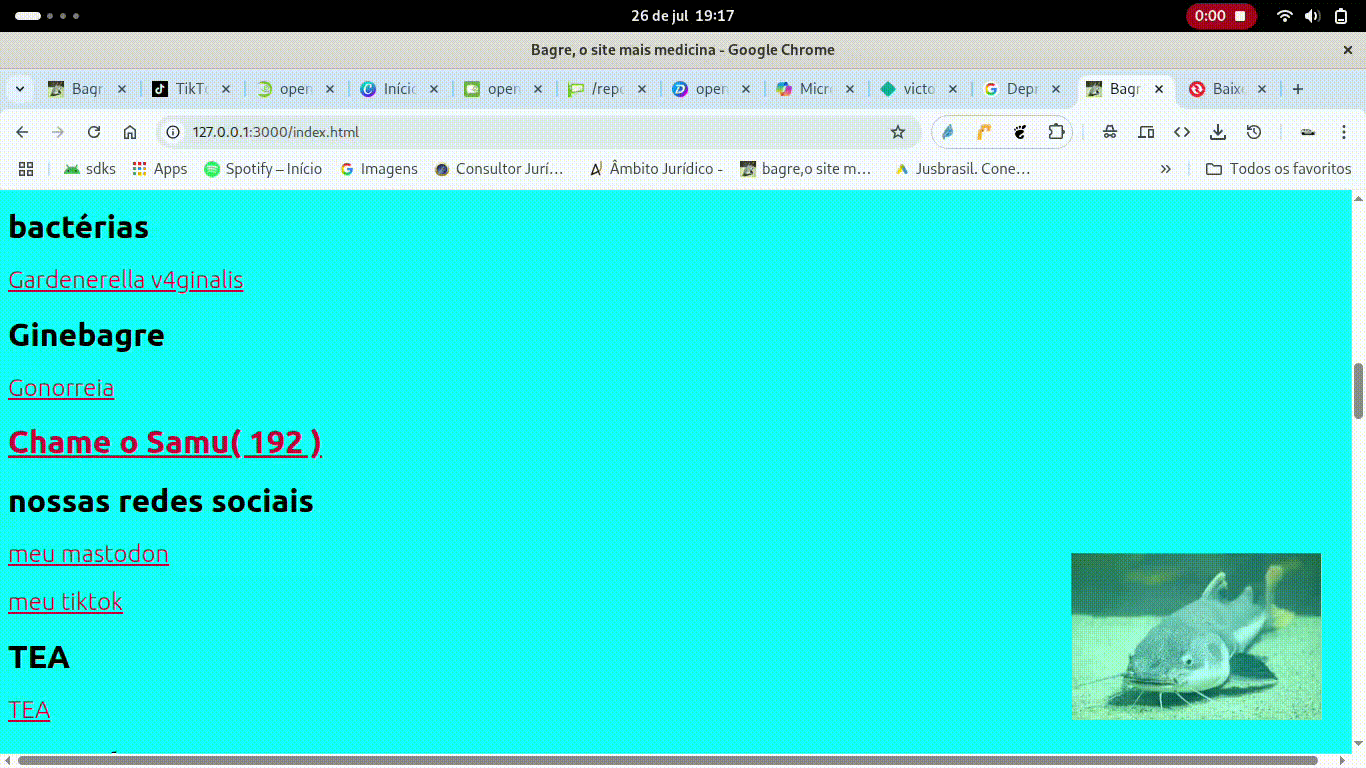 26 de jul 19:17
0:00
Bagre, o site mais medicina - Google Chrome
Bagr
TikTo
open
Iníci
open
/repo
open
Micro
victo
Depr
Bagr
Baixe
127.0.0.1:3000/index.html
sdks
Apps
Spotify – Início
Imagens
Consultor Jurí...
Âmbito Jurídico -
bagre,o site m...
Jusbrasil. Cone...
Todos os favoritos
bactérias
Gardenerella v4ginalis
Ginebagre
Gonorreia
Chame o Samu( 192 )
nossas redes sociais
meu mastodon
meu tiktok
TEA
TEA